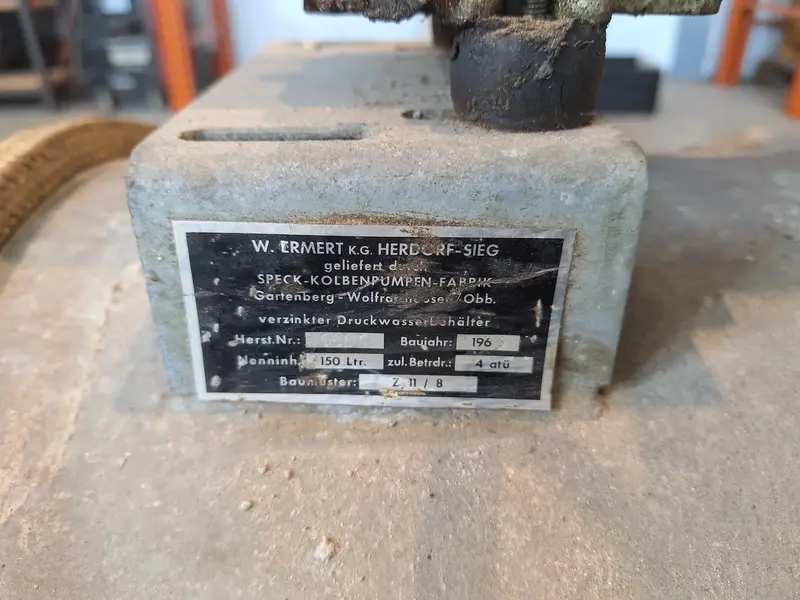 W. ERMERT K.G. HERDORF-SIEG
geliefert durch
SPECK-KOLBENPUMPEN-FABRIK
Gartenberg - Wolfratshausen/Obb.
verzinkter Druckwasserbehälter
Herst.Nr.: Baujahr: 196
Nenninh. 150 Ltr. zul.Betrdr.: 4 atü
Baumuster: Z 11 / 8